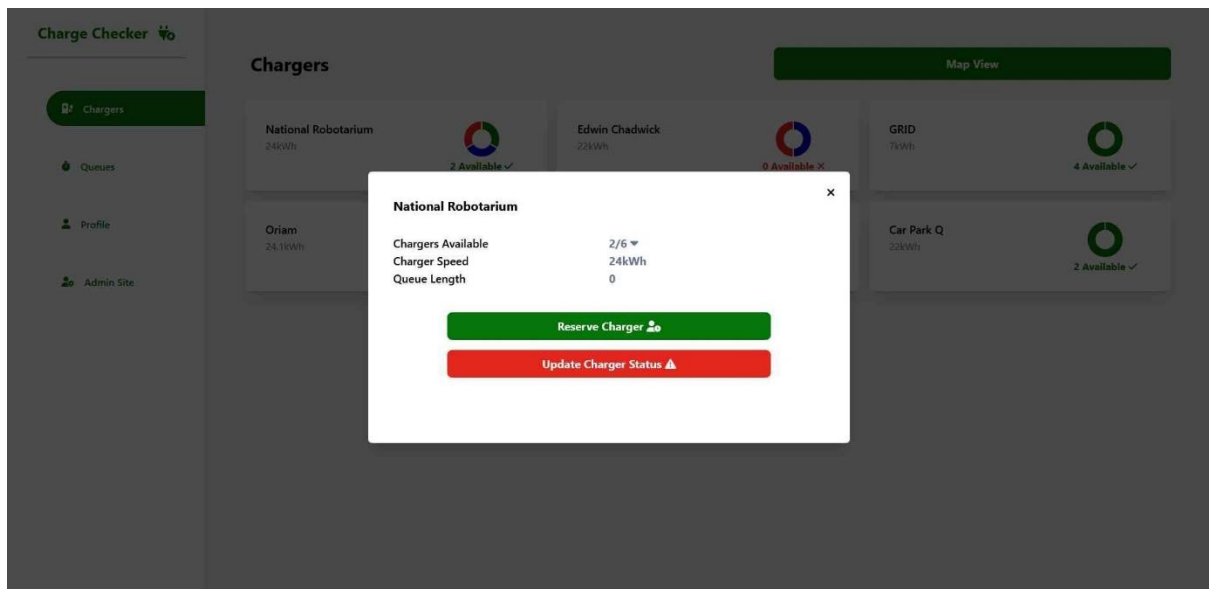 Charge Checker
Chargers
Map View
Chargers
Queues
Profile
Admin Site
National Robotarium
24kWh
2 Available
Edwin Chadwick
22kWh
0 Available
GRID
7kWh
4 Available
Oriam
24.1kWh
Car Park Q
22kWh
2 Available
National Robotarium
Chargers Available 2/6
Charger Speed 24kWh
Queue Length 0
Reserve Charger
Update Charger Status